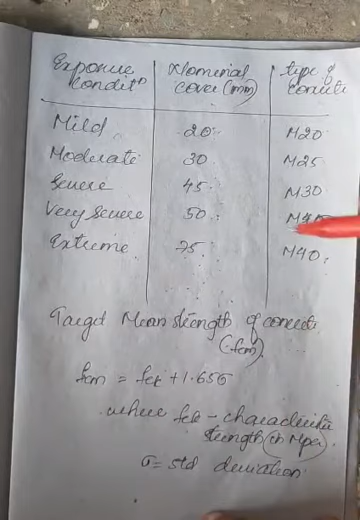 Exposure Nominal type of
Conditn cover (mm) concrete
Mild 20 M20
Moderate 30 M25
Severe 45 M30
Very Severe 50
Extreme 75 M40
Target Mean strength of concrete
(fcm)
fcm = fck + 1.65σ
where fck - characteristic
strength (in Mpa)
σ = std deviation